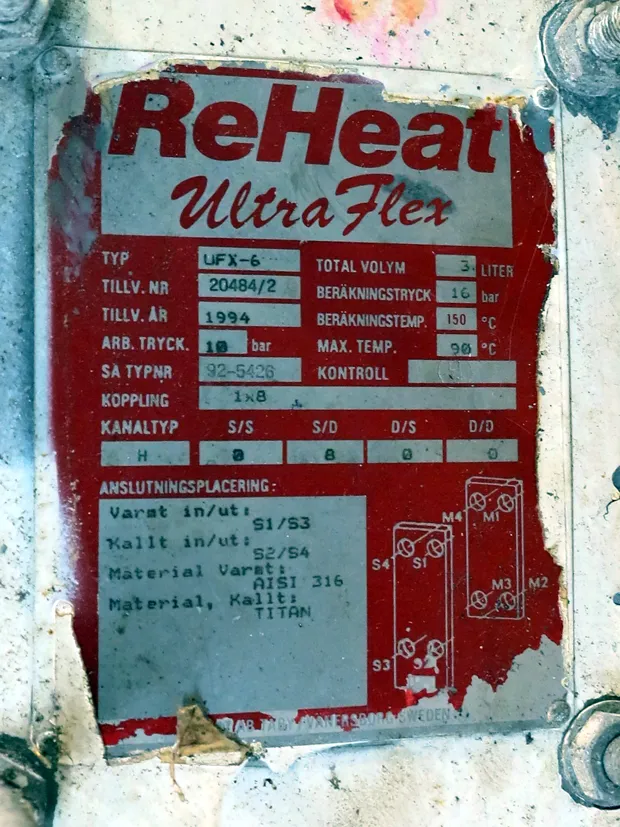 ReHeat
UltraFlex
TYP UFX-6 TOTAL VOLYM 3. LITER
TILLV. NR 20484/2 BERÄKNINGSTRYCK 16 bar
TILLV. ÅR 1994 BERÄKNINGSTEMP. 150 °C
ARB. TRYCK. 10 bar MAX. TEMP. 90 °C
SA TYPNR 92-5426 KONTROLL
KOPPLING 1x8
KANALTYP S/S S/D D/S D/D
H 0 8 0 0
ANSLUTNINGSPLACERING:
Varmt in/ut:
S1/S3
Kallt in/ut:
S2/S4
Material Varmt:
AISI 316
Material, Kallt:
TITAN
M4 M1
S4 S1
M3 M2
S3
SWEDEN